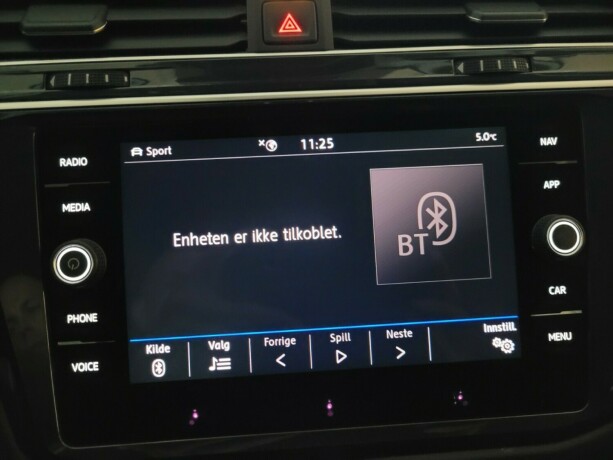 RADIO
MEDIA
PHONE
VOICE
Sport 11:25 5.0°C
Enheten er ikke tilkoblet.
BT
Kilde Valg Forrige Spill Neste Innstill.
NAV
APP
CAR
MENU